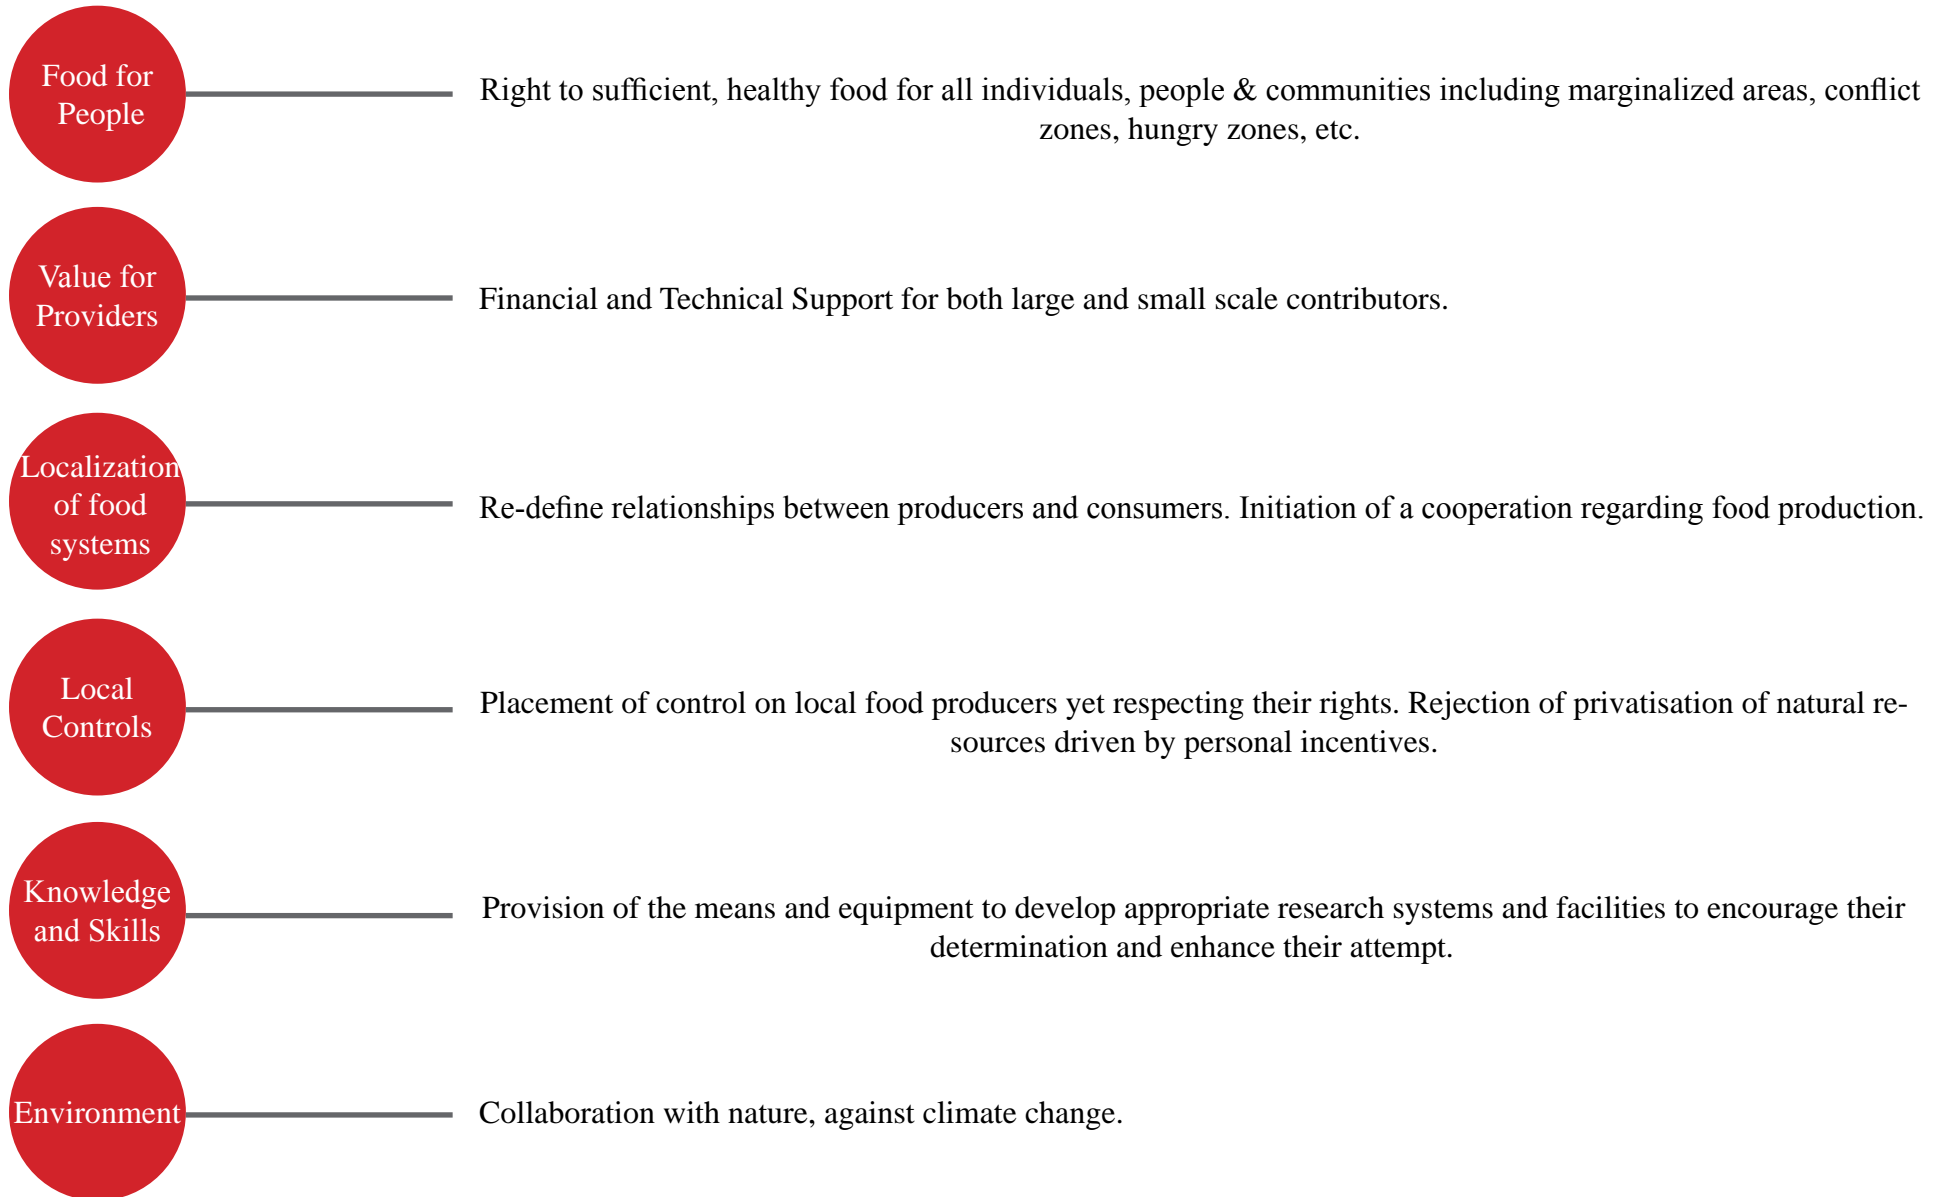 Food for
People
Right to sufficient, healthy food for all individuals, people & communities including marginalized areas, conflict
zones, hungry zones, etc.
Value for
Providers
Financial and Technical Support for both large and small scale contributors.
Localization
of food
systems
Re-define relationships between producers and consumers. Initiation of a cooperation regarding food production.
Local
Controls
Placement of control on local food producers yet respecting their rights. Rejection of privatisation of natural re-
sources driven by personal incentives.
Knowledge
and Skills
Provision of the means and equipment to develop appropriate research systems and facilities to encourage their
determination and enhance their attempt.
Environment
Collaboration with nature, against climate change.